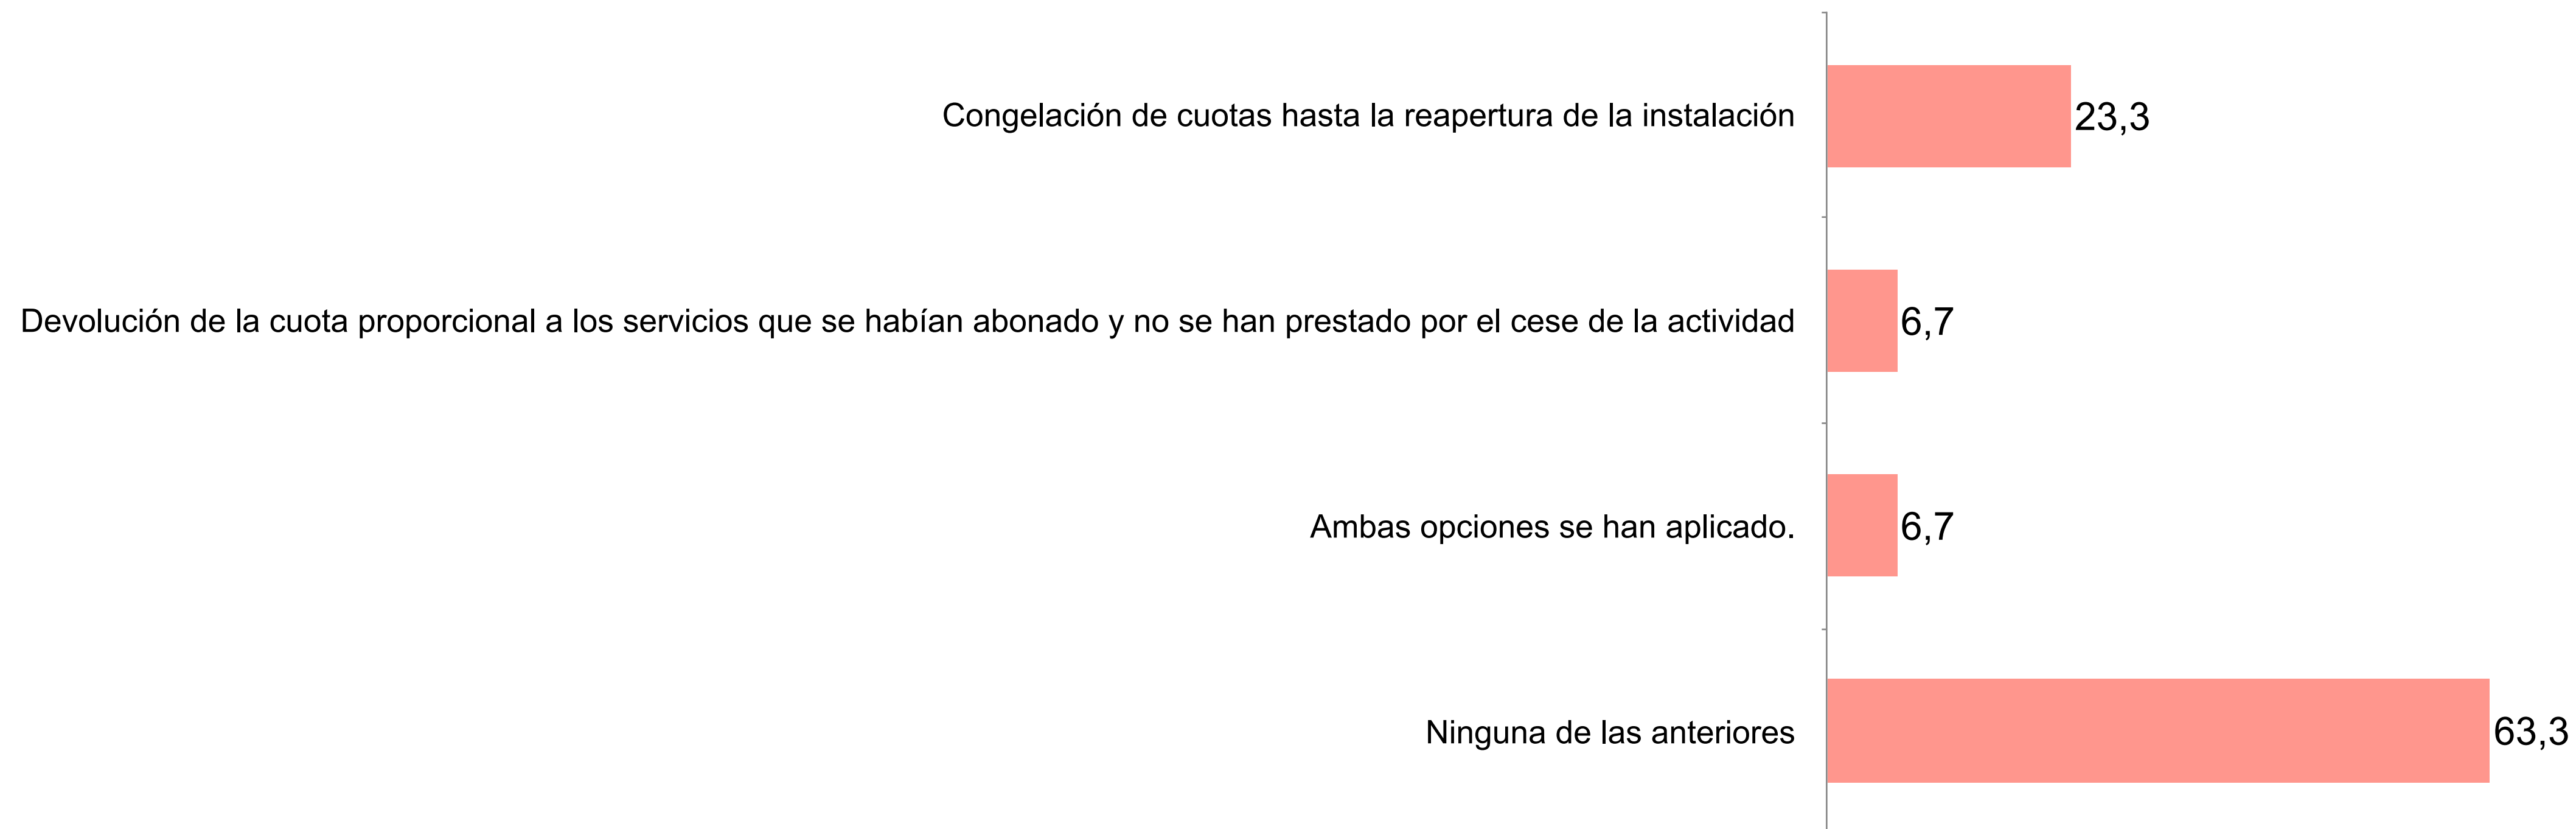 Congelación de cuotas hasta la reapertura de la instalación
23,3
Devolución de la cuota proporcional a los servicios que se habían abonado y no se han prestado por el cese de la actividad
6,7
Ambas opciones se han aplicado.
6,7
Ninguna de las anteriores
63,3